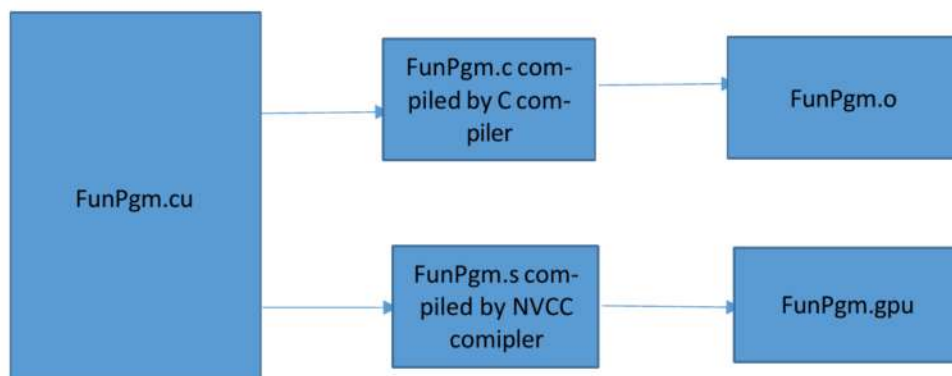 FunPgm.cu
FunPgm.c com-
piled by C com-
piler
FunPgm.o
FunPgm.s com-
piled by NVCC
comipler
FunPgm.gpu